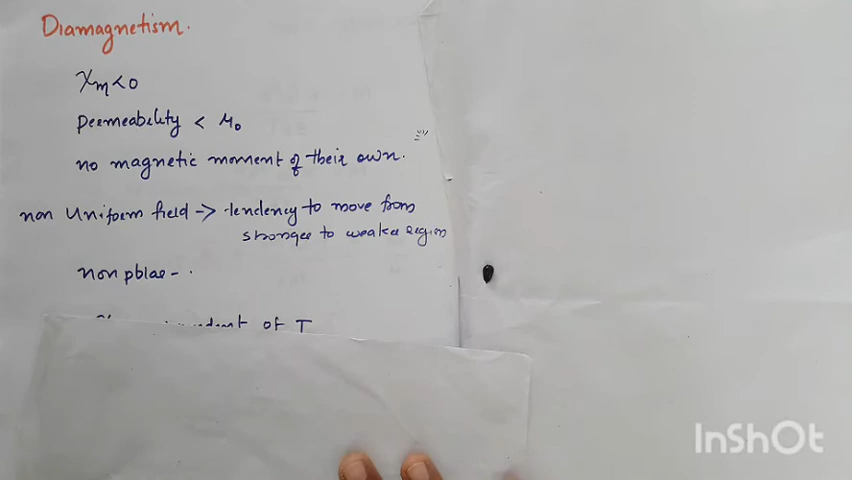 Diamagnetism.
χm<0
permeability < μ0
no magnetic moment of their own.
non Uniform field -> tendency to move from
stronger to weaker region
non polar - .
of T
InShOt